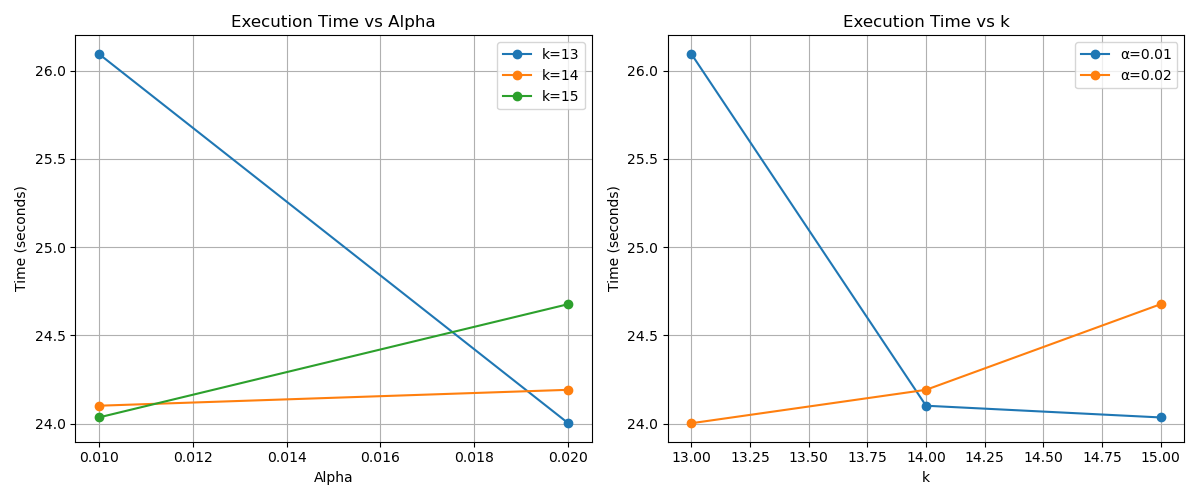 Execution Time vs Alpha
Time (seconds)
26.0
25.5
25.0
24.5
24.0
k=13
k=14
k=15
0.010 0.012 0.014 0.016 0.018 0.020
Alpha
Execution Time vs k
Time (seconds)
26.0
25.5
25.0
24.5
24.0
α=0.01
α=0.02
13.00 13.25 13.50 13.75 14.00 14.25 14.50 14.75 15.00
k